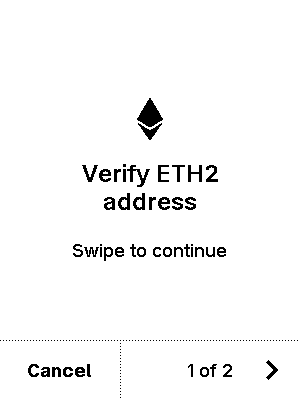 Verify ETH2
address
Swipe to continue
Cancel
1 of 2